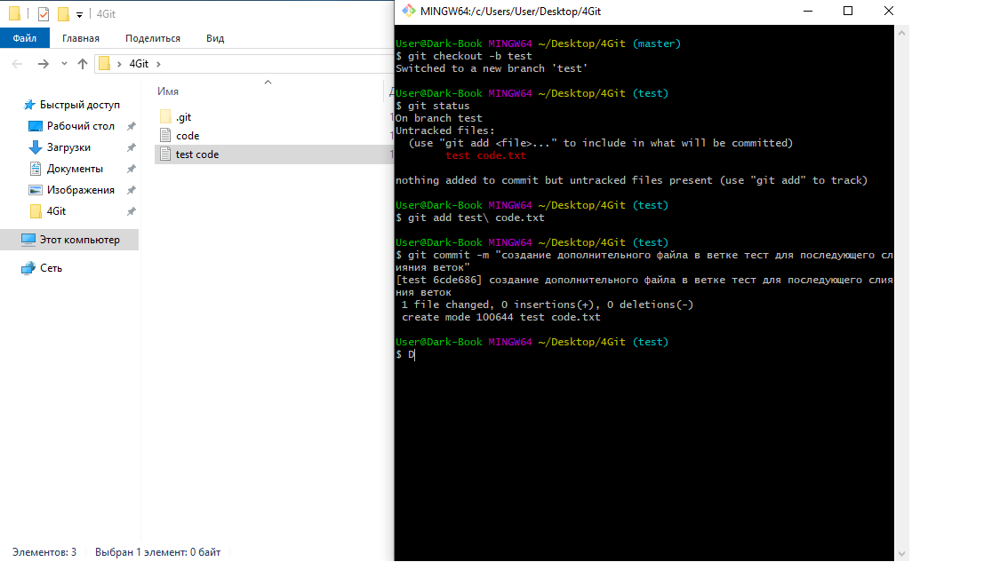 4Git
Файл Главная Поделиться Вид
4Git
Имя
Быстрый доступ
Рабочий стол
Загрузки
Документы
Изображения
4Git
Этот компьютер
Сеть
.git
code
test code
Элементов: 3 Выбран 1 элемент: 0 байт
MINGW64:/c/Users/User/Desktop/4Git
User@Dark-Book MINGW64 ~/Desktop/4Git (master)
$ git checkout -b test
Switched to a new branch 'test'
User@Dark-Book MINGW64 ~/Desktop/4Git (test)
$ git status
On branch test
Untracked files:
(use "git add <file>..." to include in what will be committed)
test code.txt
nothing added to commit but untracked files present (use "git add" to track)
User@Dark-Book MINGW64 ~/Desktop/4Git (test)
$ git add test\ code.txt
User@Dark-Book MINGW64 ~/Desktop/4Git (test)
$ git commit -m "создание дополнительного файла в ветке тест для последующего сл
ияния веток"
[test 6cde686] создание дополнительного файла в ветке тест для последующего слия
ния веток
1 file changed, 0 insertions(+), 0 deletions(-)
create mode 100644 test code.txt
User@Dark-Book MINGW64 ~/Desktop/4Git (test)
$ D